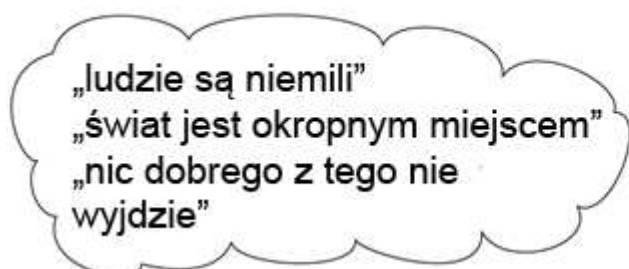 „ludzie są niemili”
„świat jest okropnym miejscem”
„nic dobrego z tego nie
wyjdzie”